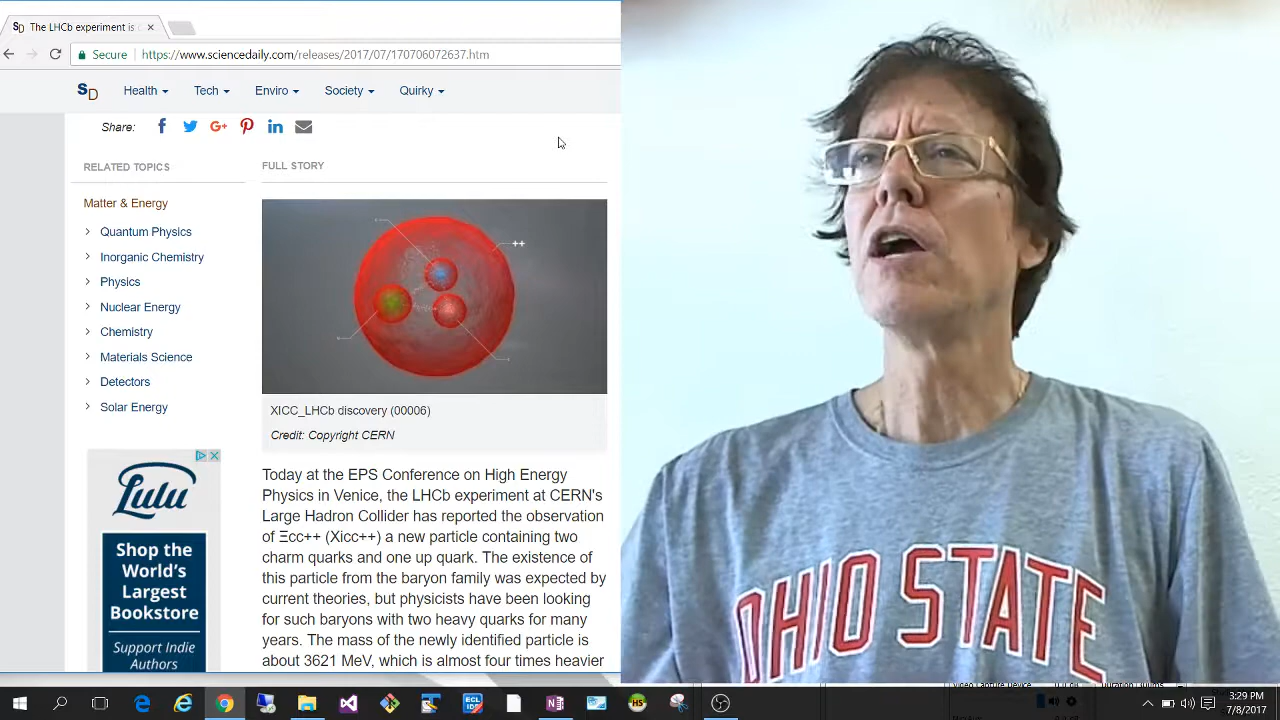 SD The LHCb experiment is
Secure https://www.sciencedaily.com/releases/2017/07/170706072637.htm
SD Health Tech Enviro Society Quirky
Share: f G+ in
RELATED TOPICS
Matter & Energy
Quantum Physics
Inorganic Chemistry
Physics
Nuclear Energy
Chemistry
Materials Science
Detectors
Solar Energy
Lulu
Shop the
World's
Largest
Bookstore
Support Indie
Authors
FULL STORY
++
XICC_LHCb discovery (00006)
Credit: Copyright CERN
Today at the EPS Conference on High Energy
Physics in Venice, the LHCb experiment at CERN's
Large Hadron Collider has reported the observation
of Ξcc++ (Xicc++) a new particle containing two
charm quarks and one up quark. The existence of
this particle from the baryon family was expected by
current theories, but physicists have been looking
for such baryons with two heavy quarks for many
years. The mass of the newly identified particle is
about 3621 MeV, which is almost four times heavier
OHIO STATE
ECL
IDE
HS
3:29 PM
7/8/2017